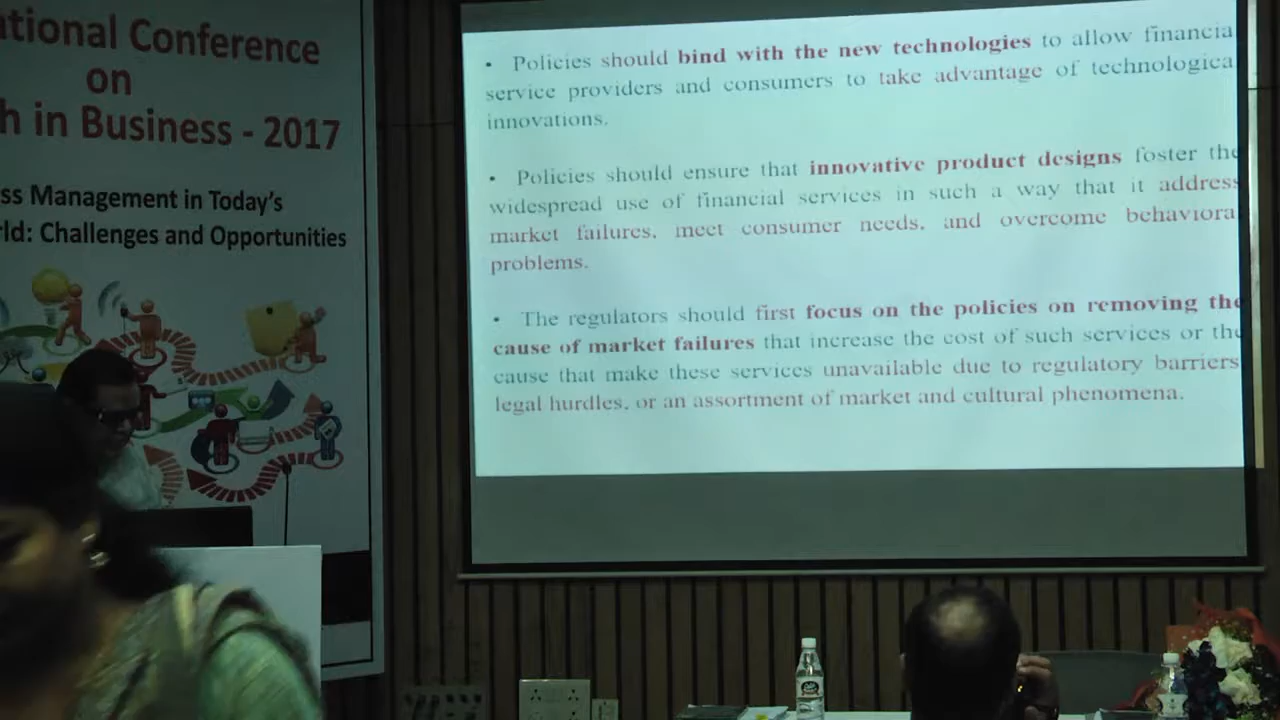 ational Conference
on
h in Business - 2017
ss Management in Today's
rld: Challenges and Opportunities
• Policies should bind with the new technologies to allow financia
service providers and consumers to take advantage of technologica
innovations.
• Policies should ensure that innovative product designs foster the
widespread use of financial services in such a way that it address
market failures, meet consumer needs, and overcome behaviora
problems.
• The regulators should first focus on the policies on removing the
cause of market failures that increase the cost of such services or the
cause that make these services unavailable due to regulatory barriers
legal hurdles, or an assortment of market and cultural phenomena.